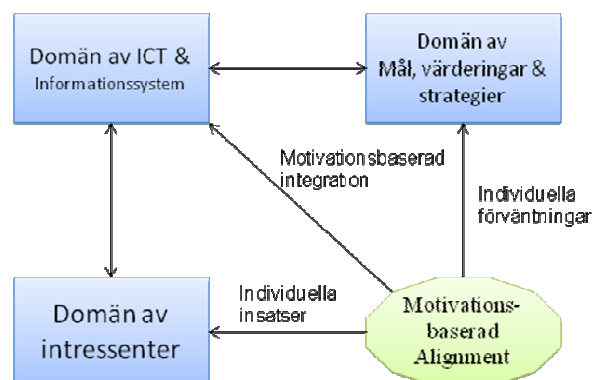 Domän av ICT &
Informationssystem
Domän av
Mål, värderingar &
strategier
Motivationsbaserad
integration
Individuella
förväntningar
Domän av
intressenter
Individuella
insatser
Motivations-
baserad
Alignment